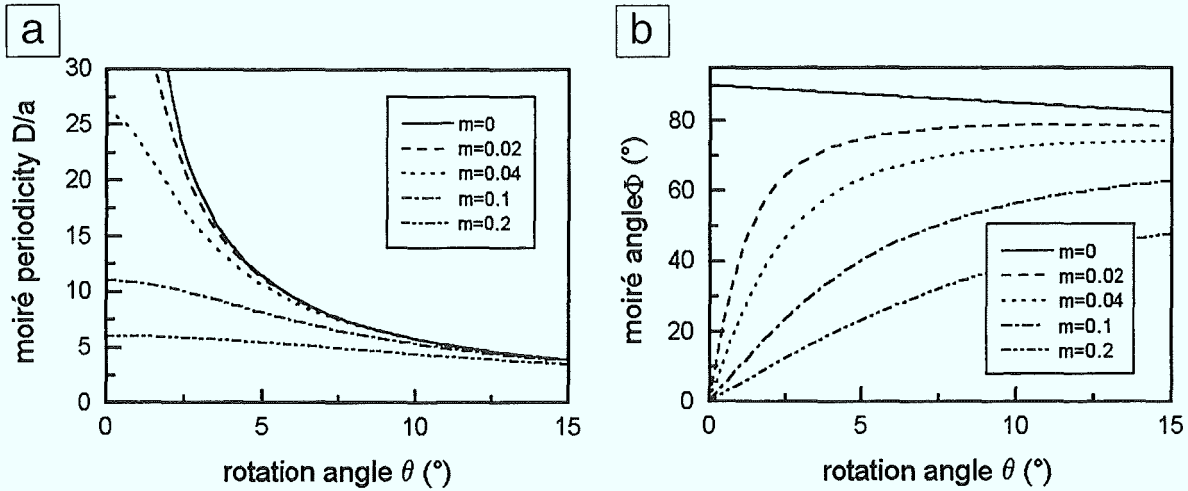 a
moiré periodicity D/a
30
25
20
15
10
5
0
0
5
10
15
rotation angle θ (°)
m=0
m=0.02
m=0.04
m=0.1
m=0.2
b
moiré angleΦ (°)
80
60
40
20
0
0
5
10
15
rotation angle θ (°)
m=0
m=0.02
m=0.04
m=0.1
m=0.2